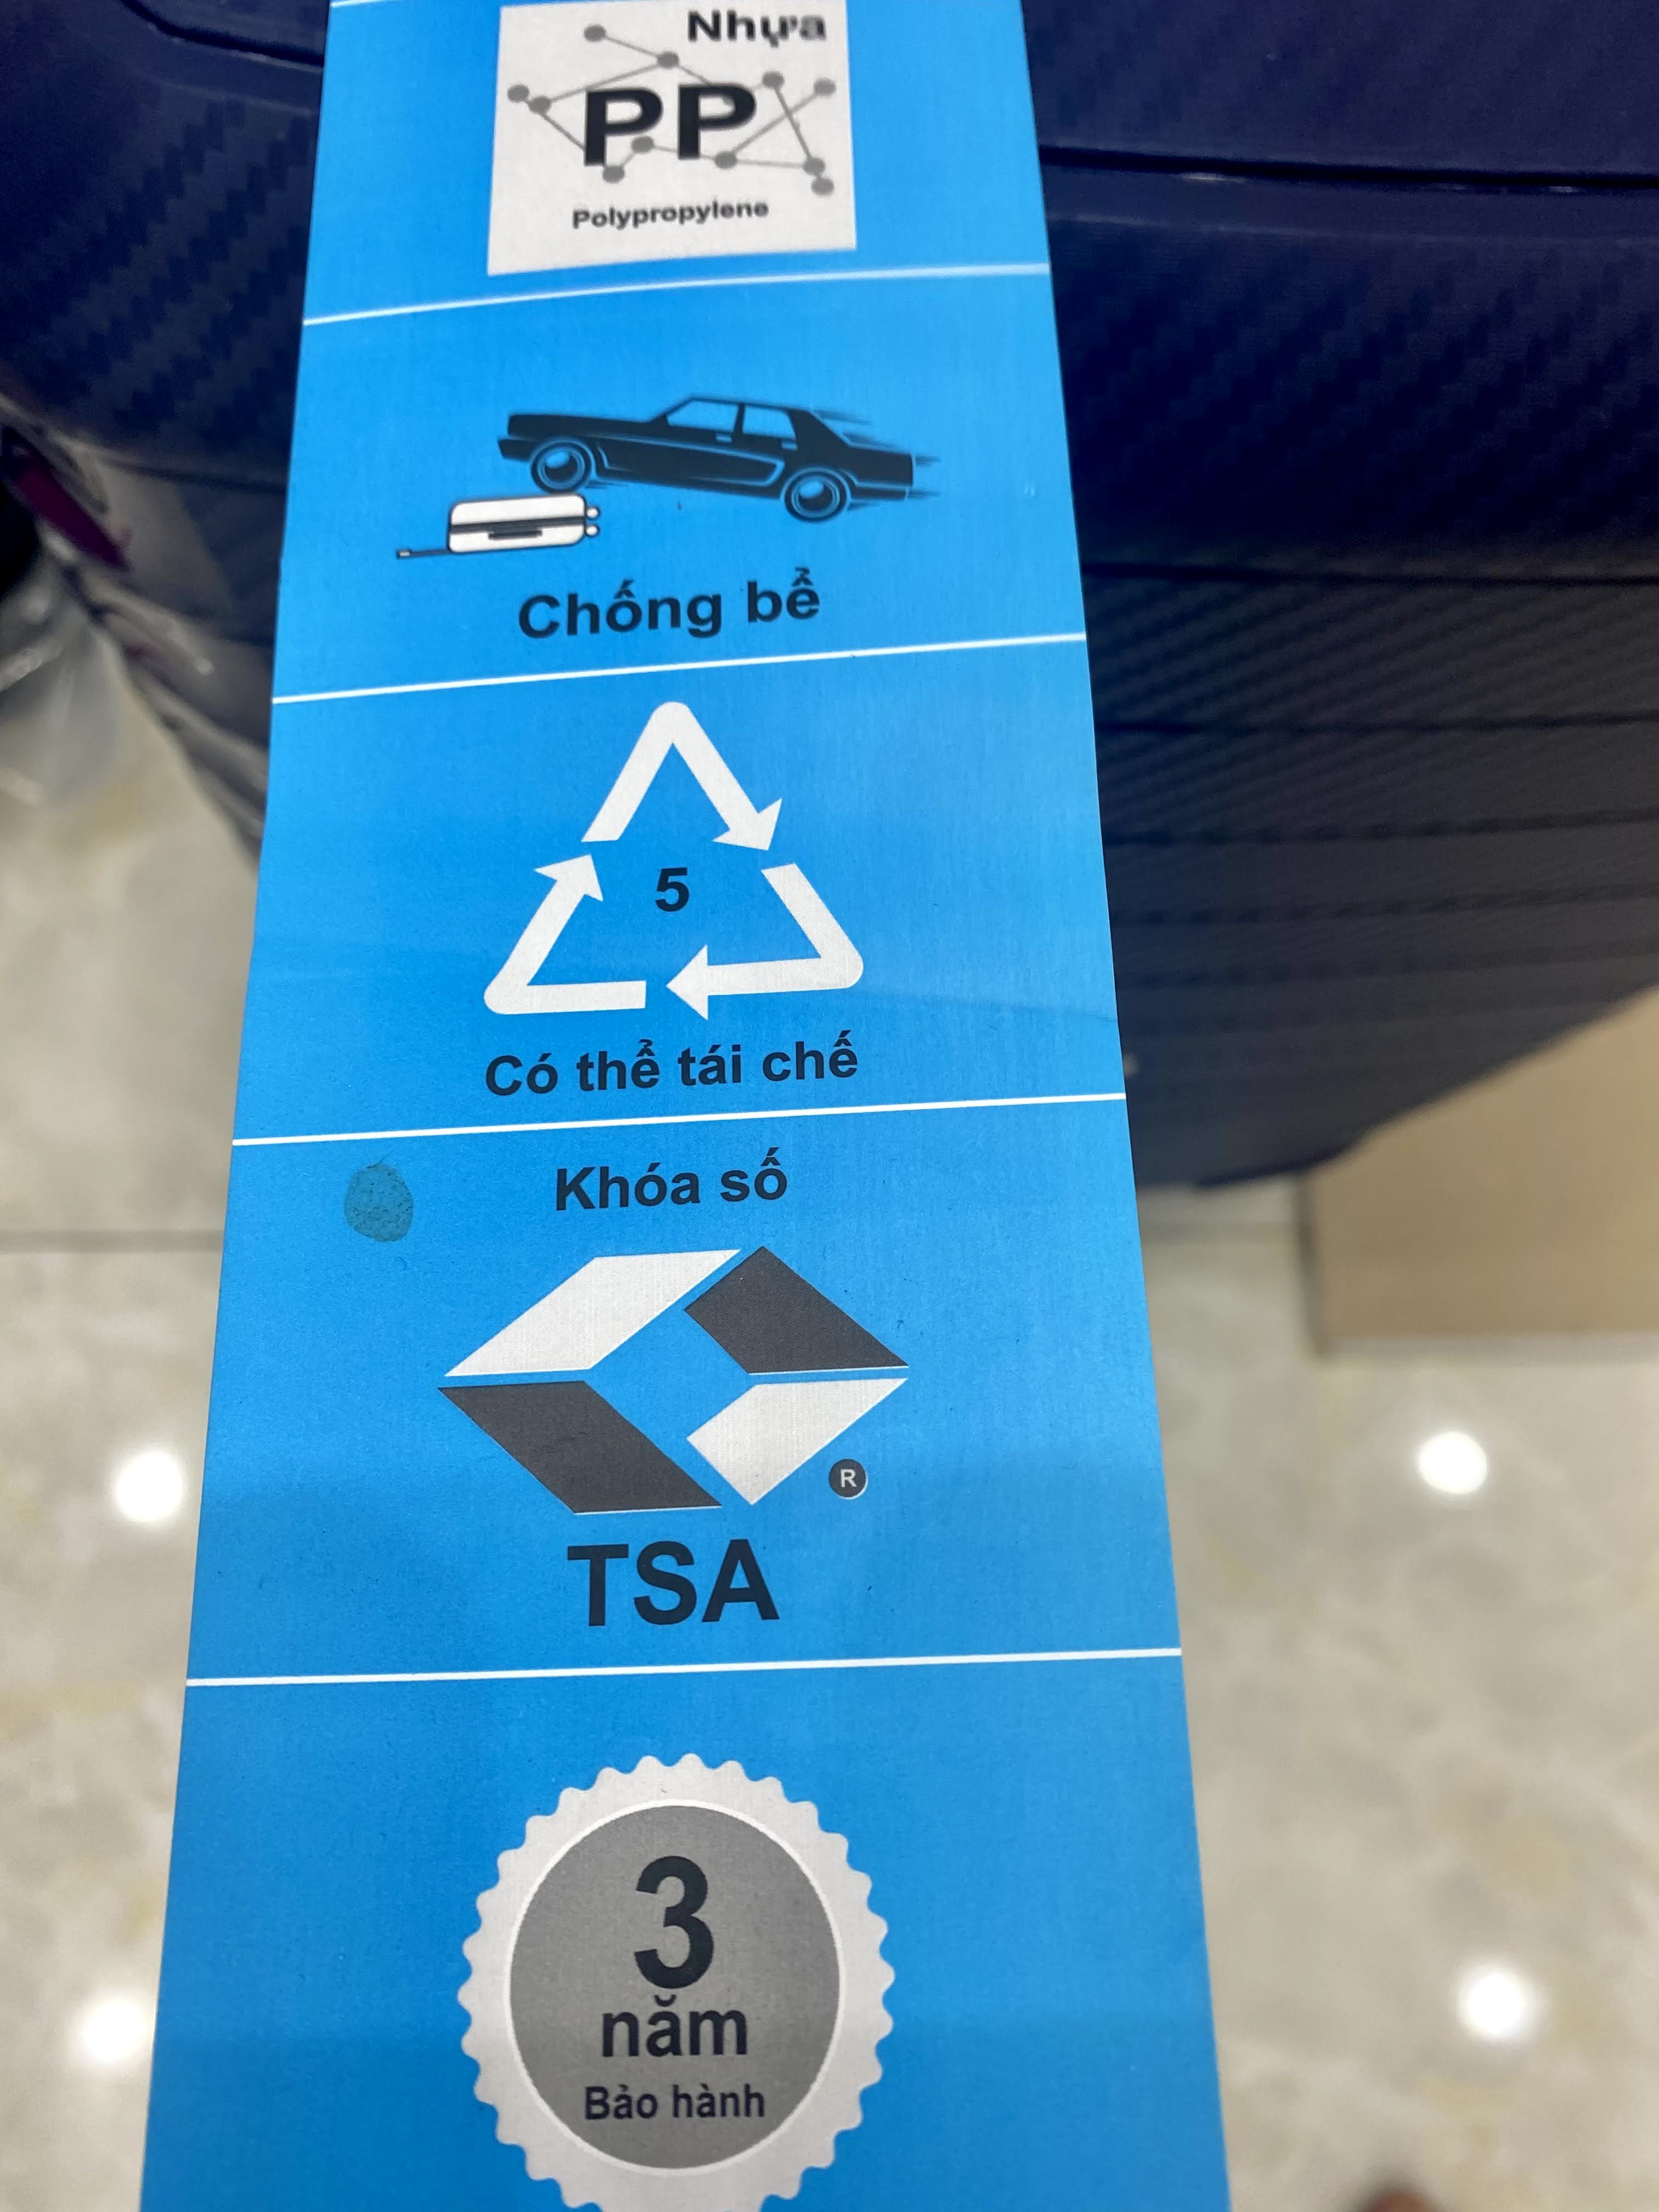 Nhựa
PP
Polypropylene
Chống bể
5
Có thể tái chế
Khóa số
®
TSA
3
năm
Bảo hành